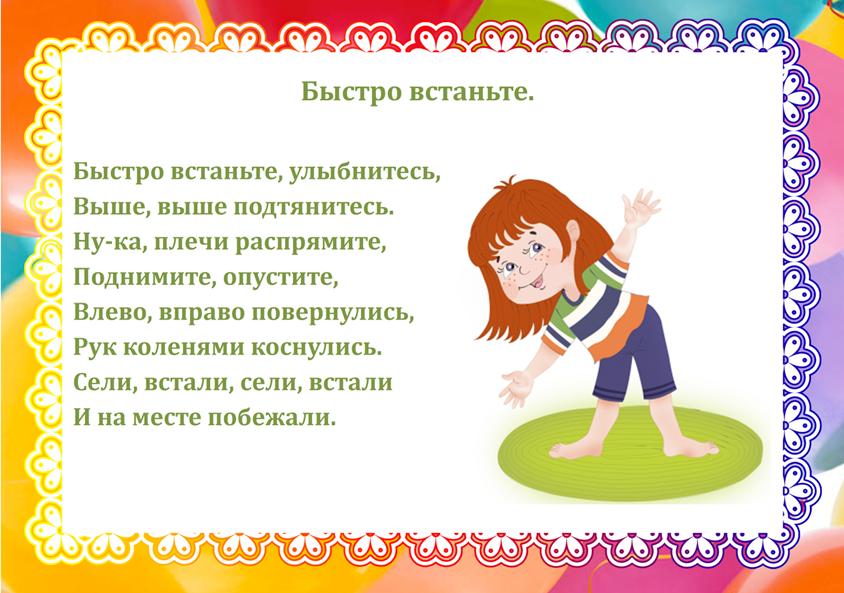 Быстро встаньте.
Быстро встаньте, улыбнитесь,
Выше, выше подтянитесь.
Ну-ка, плечи распрямите,
Поднимите, опустите,
Влево, вправо повернулись,
Рук коленями коснулись.
Сели, встали, сели, встали
И на месте побежали.